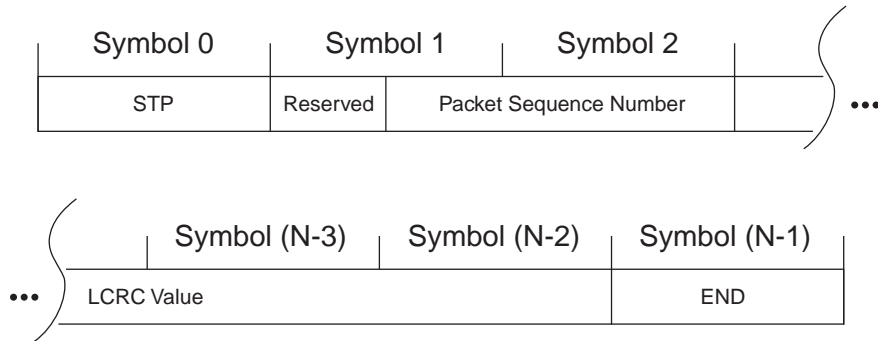 Symbol 0 Symbol 1 Symbol 2
STP Reserved Packet Sequence Number
Symbol (N-3) Symbol (N-2) Symbol (N-1)
LCRC Value END